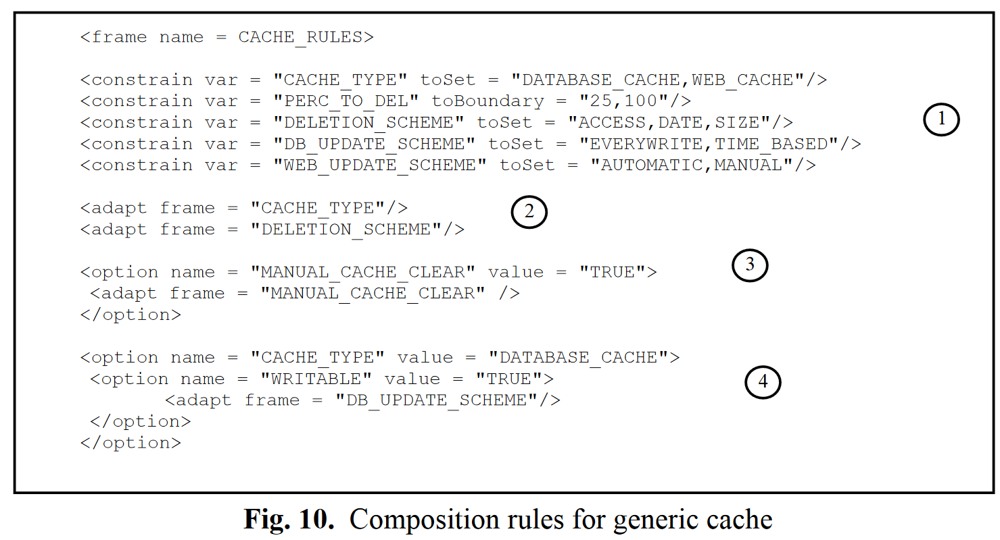 <frame name = CACHE_RULES>
<constrain var = "CACHE_TYPE" toSet = "DATABASE_CACHE,WEB_CACHE"/>
<constrain var = "PERC_TO_DEL" toBoundary = "25,100"/>
<constrain var = "DELETION_SCHEME" toSet = "ACCESS,DATE,SIZE"/>
1
<constrain var = "DB_UPDATE_SCHEME" toSet = "EVERYWRITE,TIME_BASED"/>
<constrain var = "WEB_UPDATE_SCHEME" toSet = "AUTOMATIC,MANUAL"/>
<adapt frame = "CACHE_TYPE"/>
2
<adapt frame = "DELETION_SCHEME"/>
<option name = "MANUAL_CACHE_CLEAR" value = "TRUE">
3
<adapt frame = "MANUAL_CACHE_CLEAR" />
</option>
<option name = "CACHE_TYPE" value = "DATABASE_CACHE">
<option name = "WRITABLE" value = "TRUE">
4
<adapt frame = "DB_UPDATE_SCHEME"/>
</option>
</option>
Fig. 10. Composition rules for generic cache